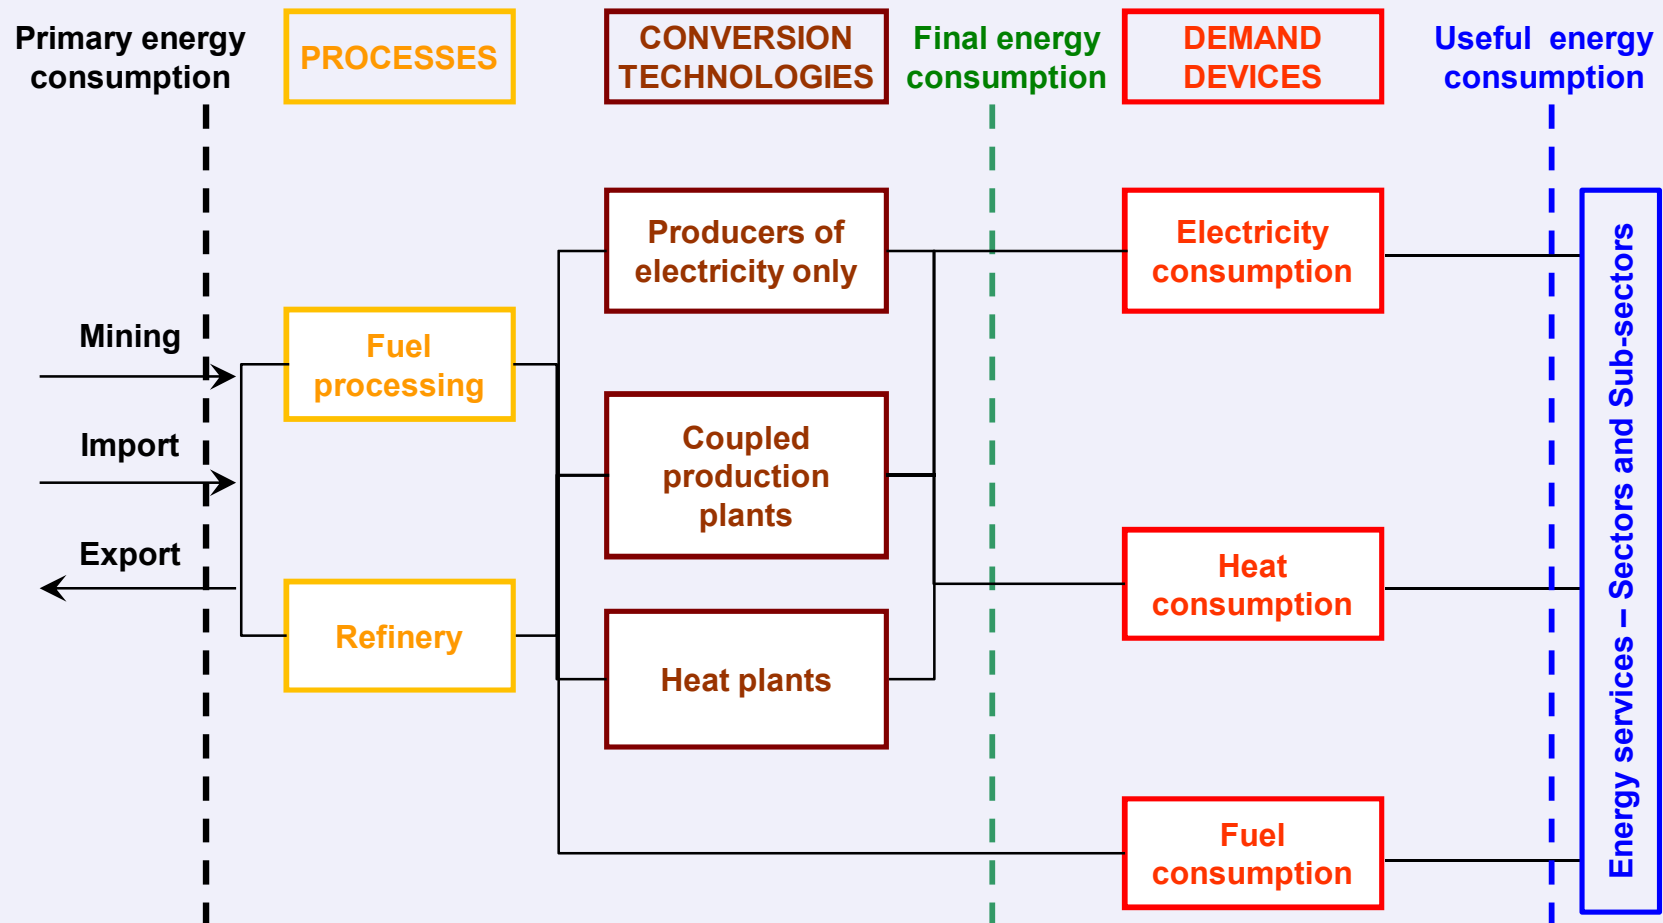 Primary energy
consumption
PROCESSES
CONVERSION
TECHNOLOGIES
Final energy
consumption
DEMAND
DEVICES
Useful energy
consumption
Producers of
electricity only
Electricity
consumption
Mining
Fuel
processing
Import
Coupled
production
plants
Export
Heat
consumption
Refinery
Heat plants
Fuel
consumption
Energy services – Sectors and Sub-sectors